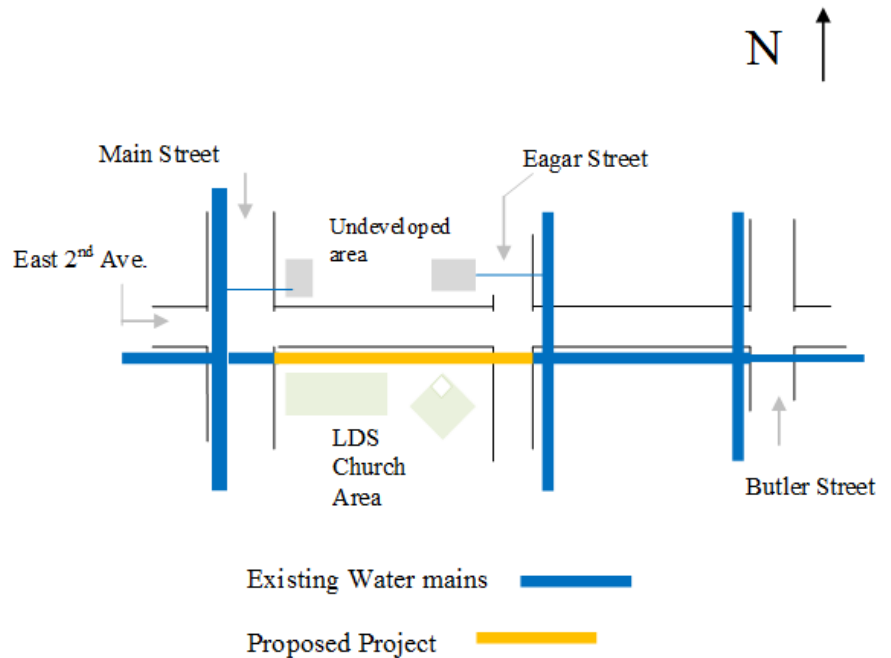 N
Main Street
Eagar Street
Undeveloped
area
East 2nd Ave.
LDS
Church
Area
Butler Street
Existing Water mains
Proposed Project